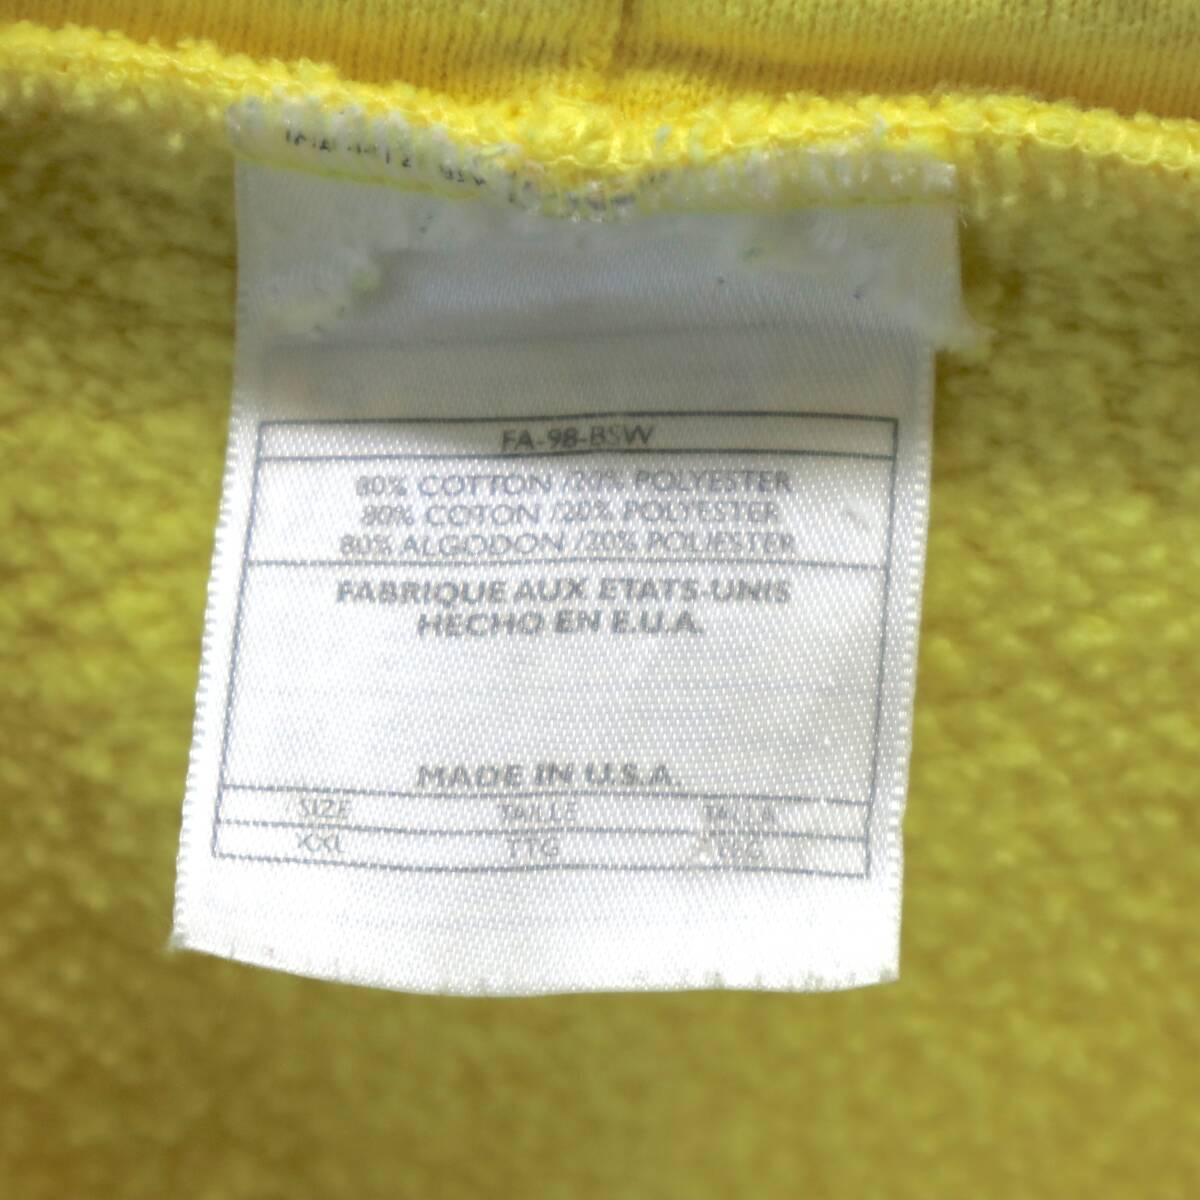 FA-98-BSW
80% COTTON /20% POLYESTER
80% COTON /20% POLYESTER
80% ALGODON /20% POLIESTER
FABRIQUE AUX ETATS-UNIS
HECHO EN E.U.A.
MADE IN U.S.A.
SIZE TAILLE TALLA
XXL TTG